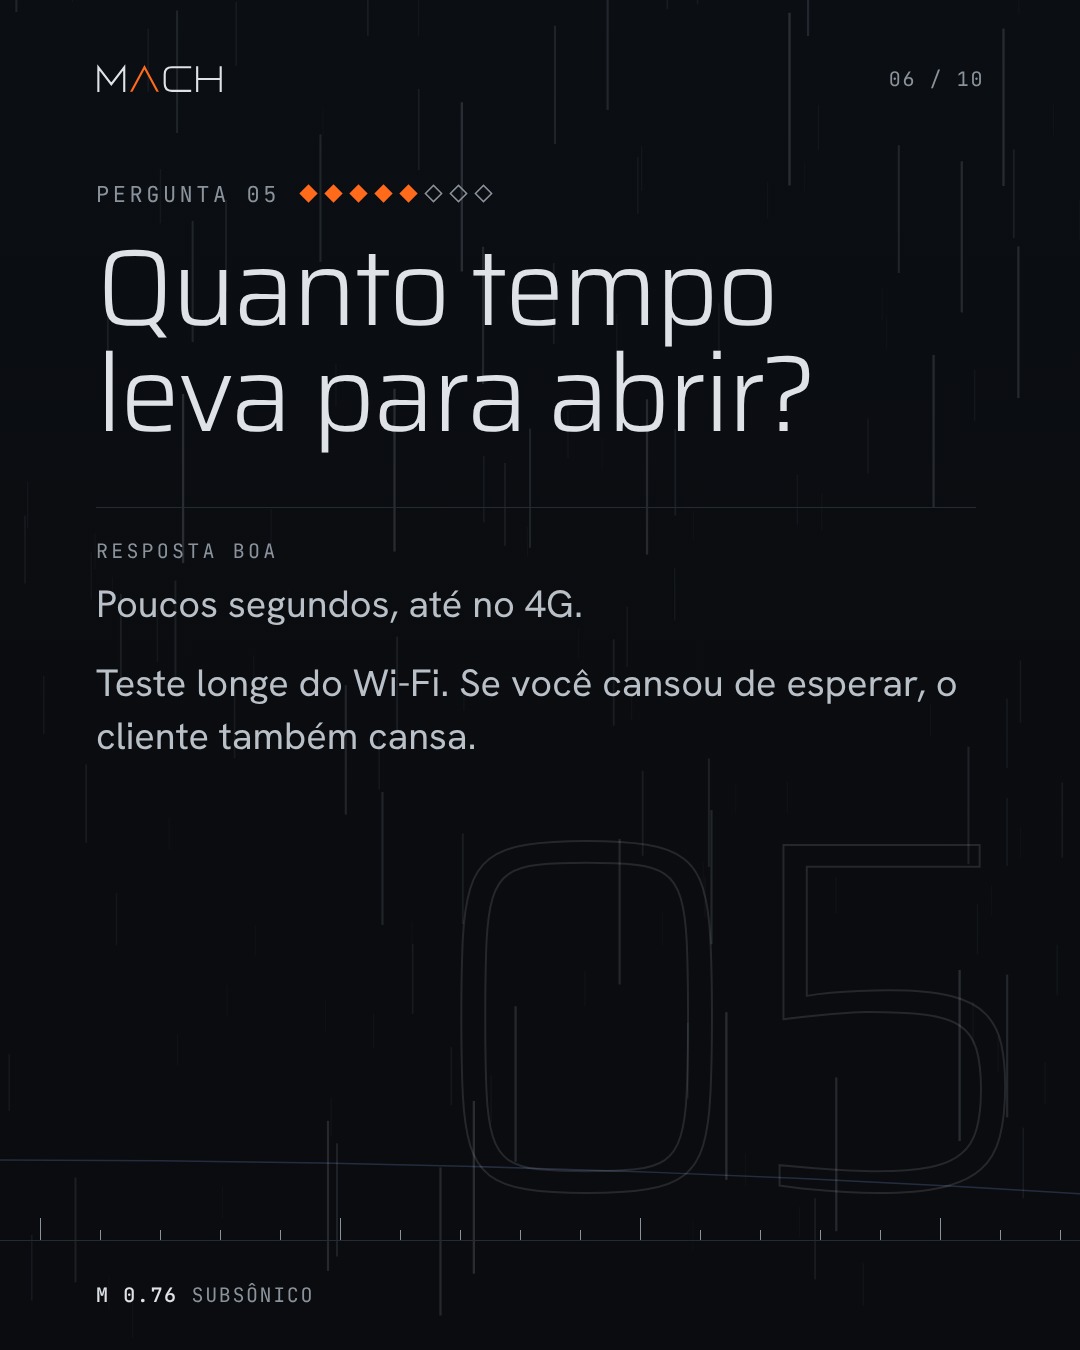 MACH
06 / 10
PERGUNTA 05
Quanto tempo
leva para abrir?
RESPOSTA BOA
Poucos segundos, até no 4G.
Teste longe do Wi-Fi. Se você cansou de esperar, o
cliente também cansa.
05
M 0.76 SUBSÔNICO